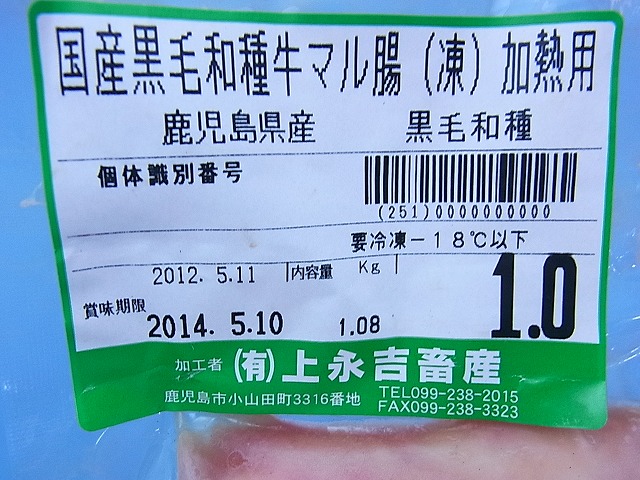 国産黒毛和種牛マル腸(凍)加熱用
鹿児島県産 黒毛和種
個体識別番号
(251)0000000000
要冷凍-18℃以下
2012. 5.11 内容量 Kg
賞味期限 2014. 5.10 1.08 1.0
加工者 (有)上永吉畜産
鹿児島市小山田町3316番地 TEL099-238-2015
FAX099-238-3323